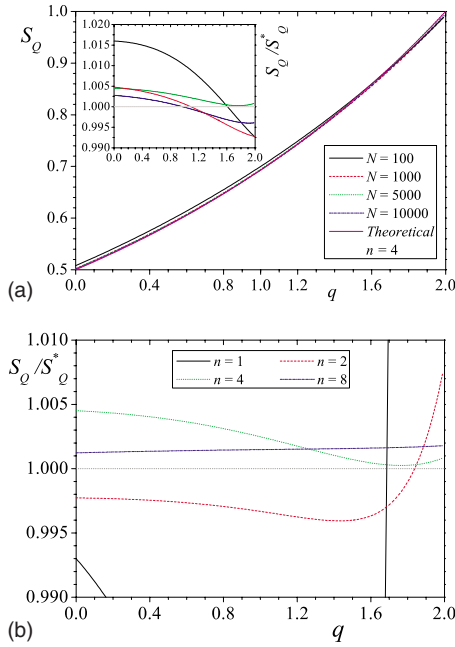 S_Q
1.0
0.9
0.8
0.7
0.6
0.5
1.020
1.015
1.010
1.005
1.000
0.995
0.990
0.0 0.4 0.8 1.2 1.6 2.0
S_Q/S*_Q
N = 100
N = 1000
N = 5000
N = 10000
Theoretical
n = 4
0.0 0.4 0.8 1.2 1.6 2.0
q
(a)
S_Q/S*_Q
1.010
1.005
1.000
0.995
0.990
n = 1 n = 2
n = 4 n = 8
0.0 0.4 0.8 1.2 1.6 2.0
q
(b)